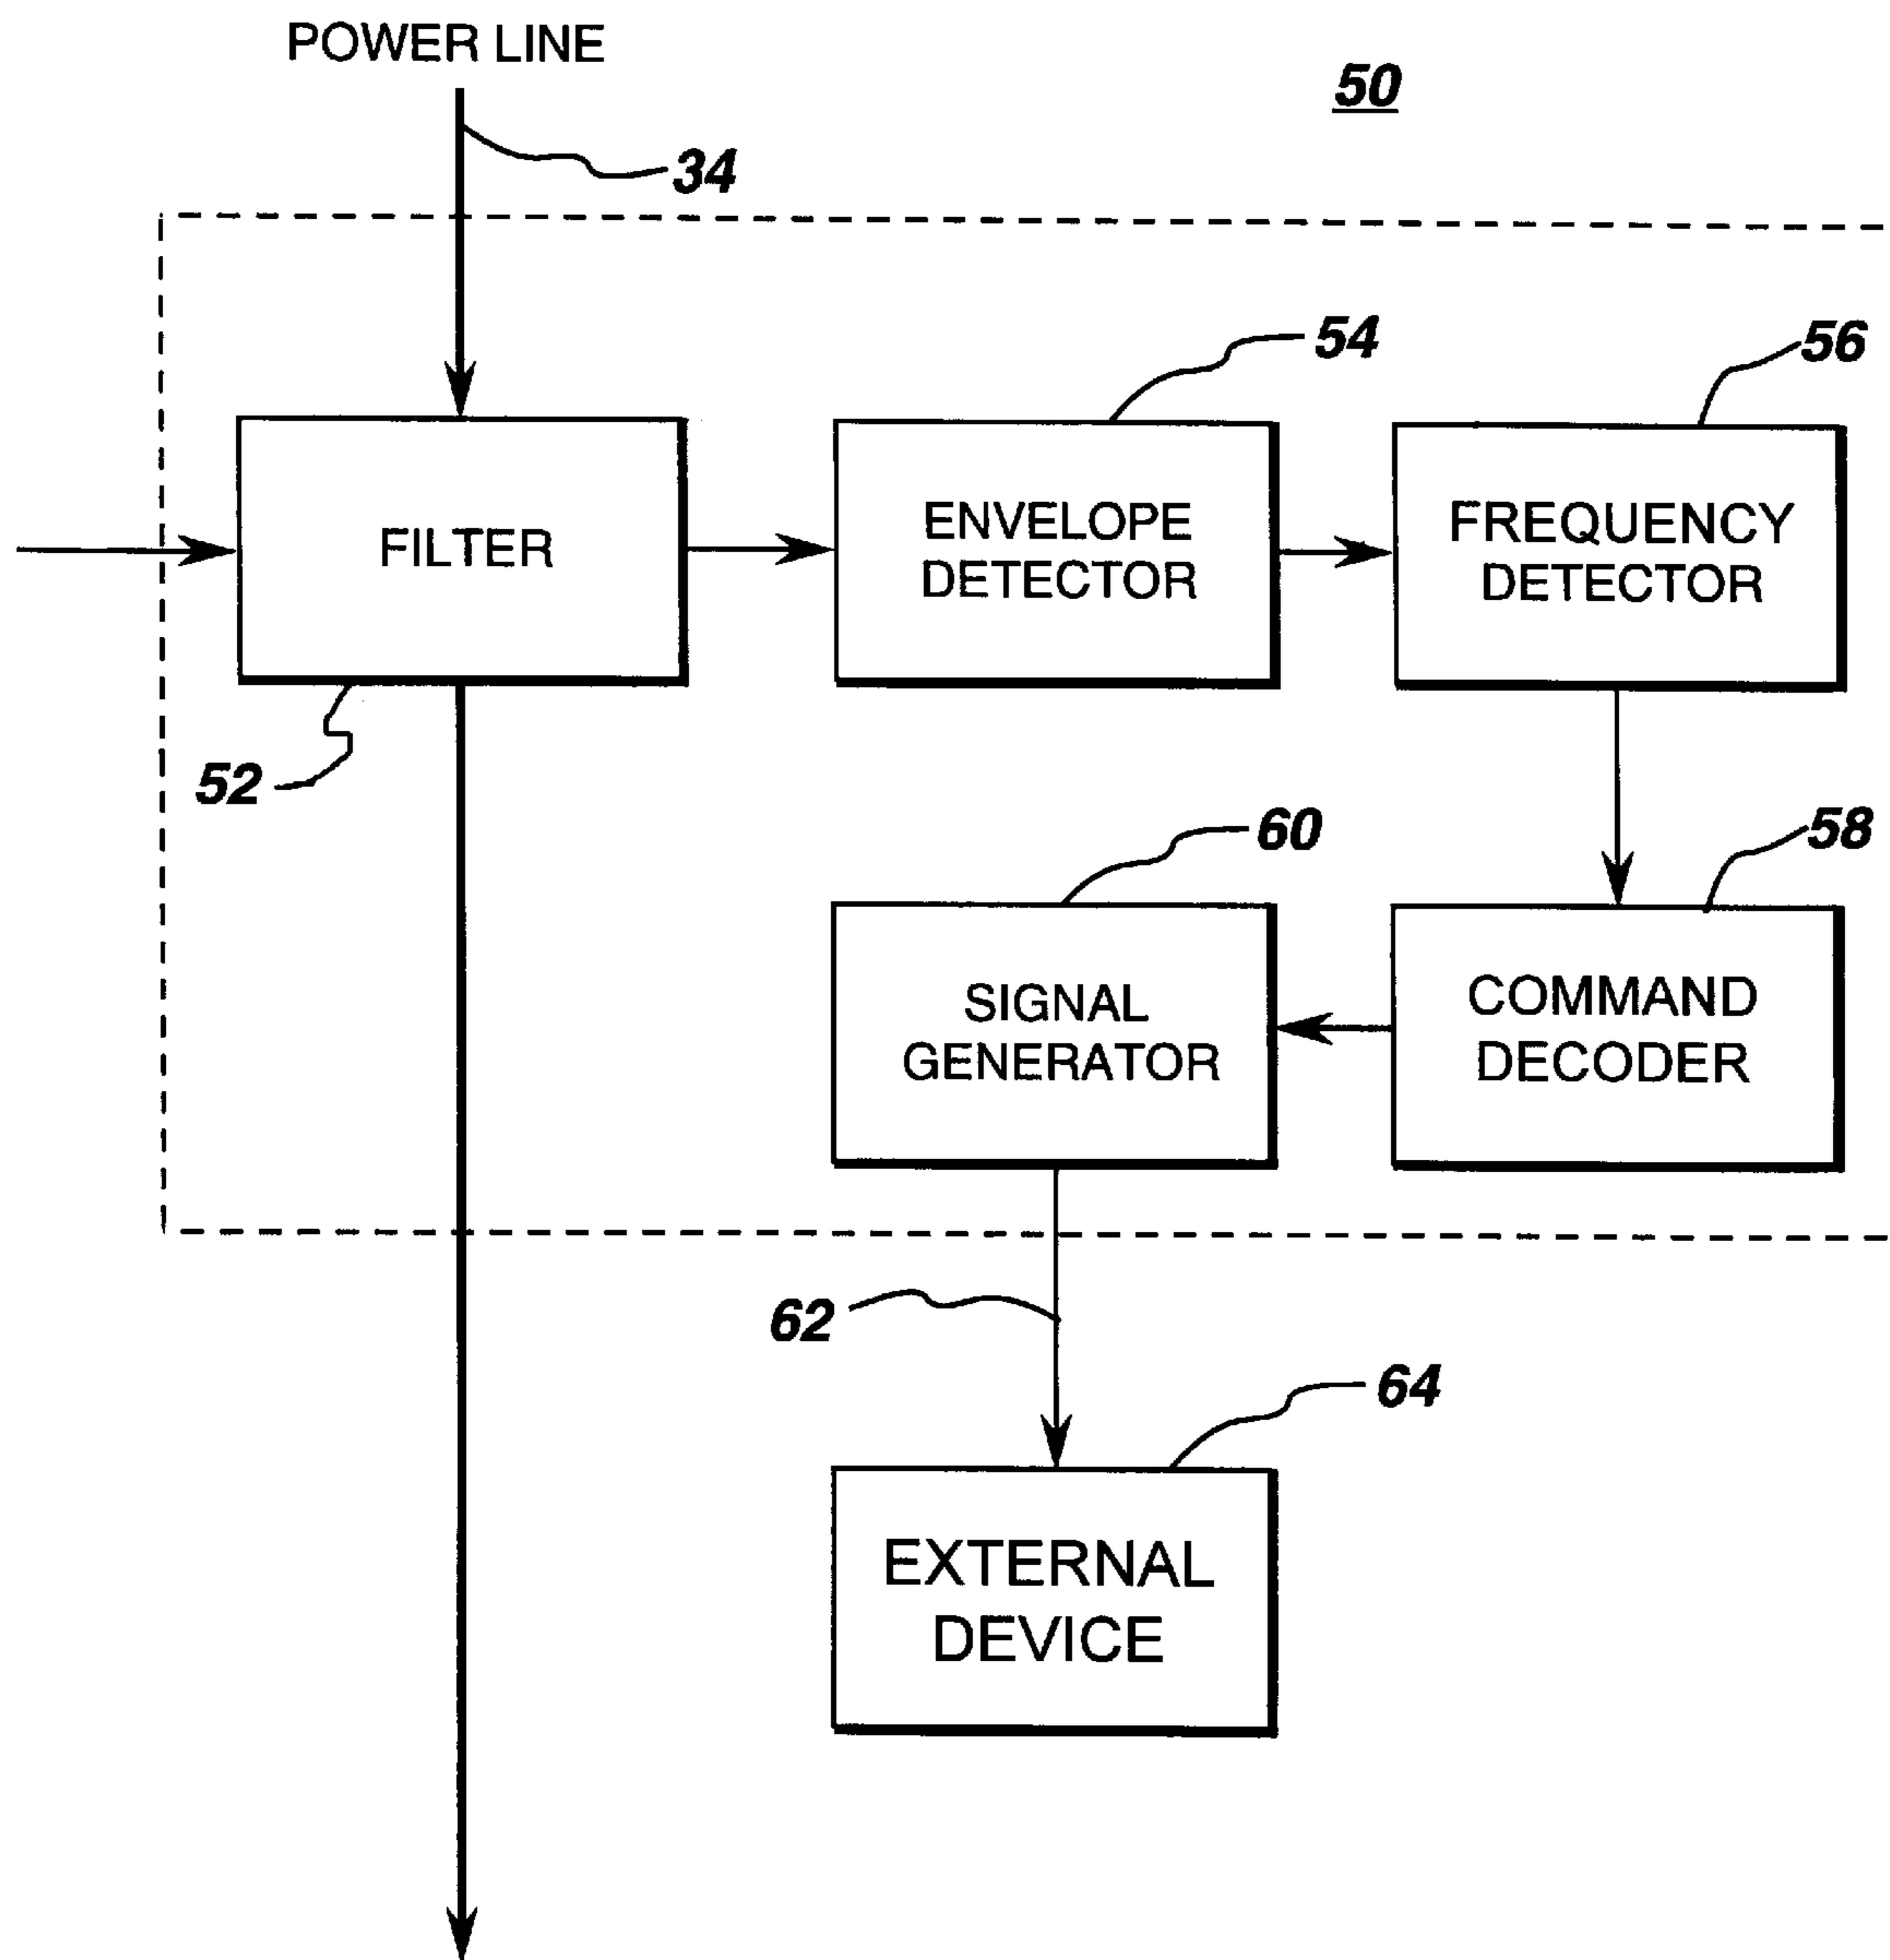 POWER LINE
50
34
54
56
FILTER
ENVELOPE
DETECTOR
FREQUENCY
DETECTOR
52
60
58
SIGNAL
GENERATOR
COMMAND
DECODER
62
64
EXTERNAL
DEVICE